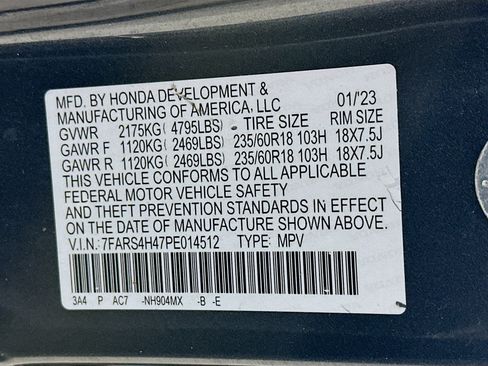 MFD. BY HONDA DEVELOPMENT &
MANUFACTURING OF AMERICA, LLC 01/'23
GVWR 2175KG( 4795LBS) TIRE SIZE RIM SIZE
GAWR F 1120KG( 2469LBS) 235/60R18 103H 18X7.5J
GAWR R 1120KG( 2469LBS) 235/60R18 103H 18X7.5J
THIS VEHICLE CONFORMS TO ALL APPLICABLE
FEDERAL MOTOR VEHICLE SAFETY
AND THEFT PREVENTION STANDARDS IN EFFECT
ON THE DATE OF MANUFACTURE SHOWN ABOVE.
V.I.N.: 7FARS4H47PE014512 TYPE: MPV
3A4 P AC7 -NH904MX -B -E